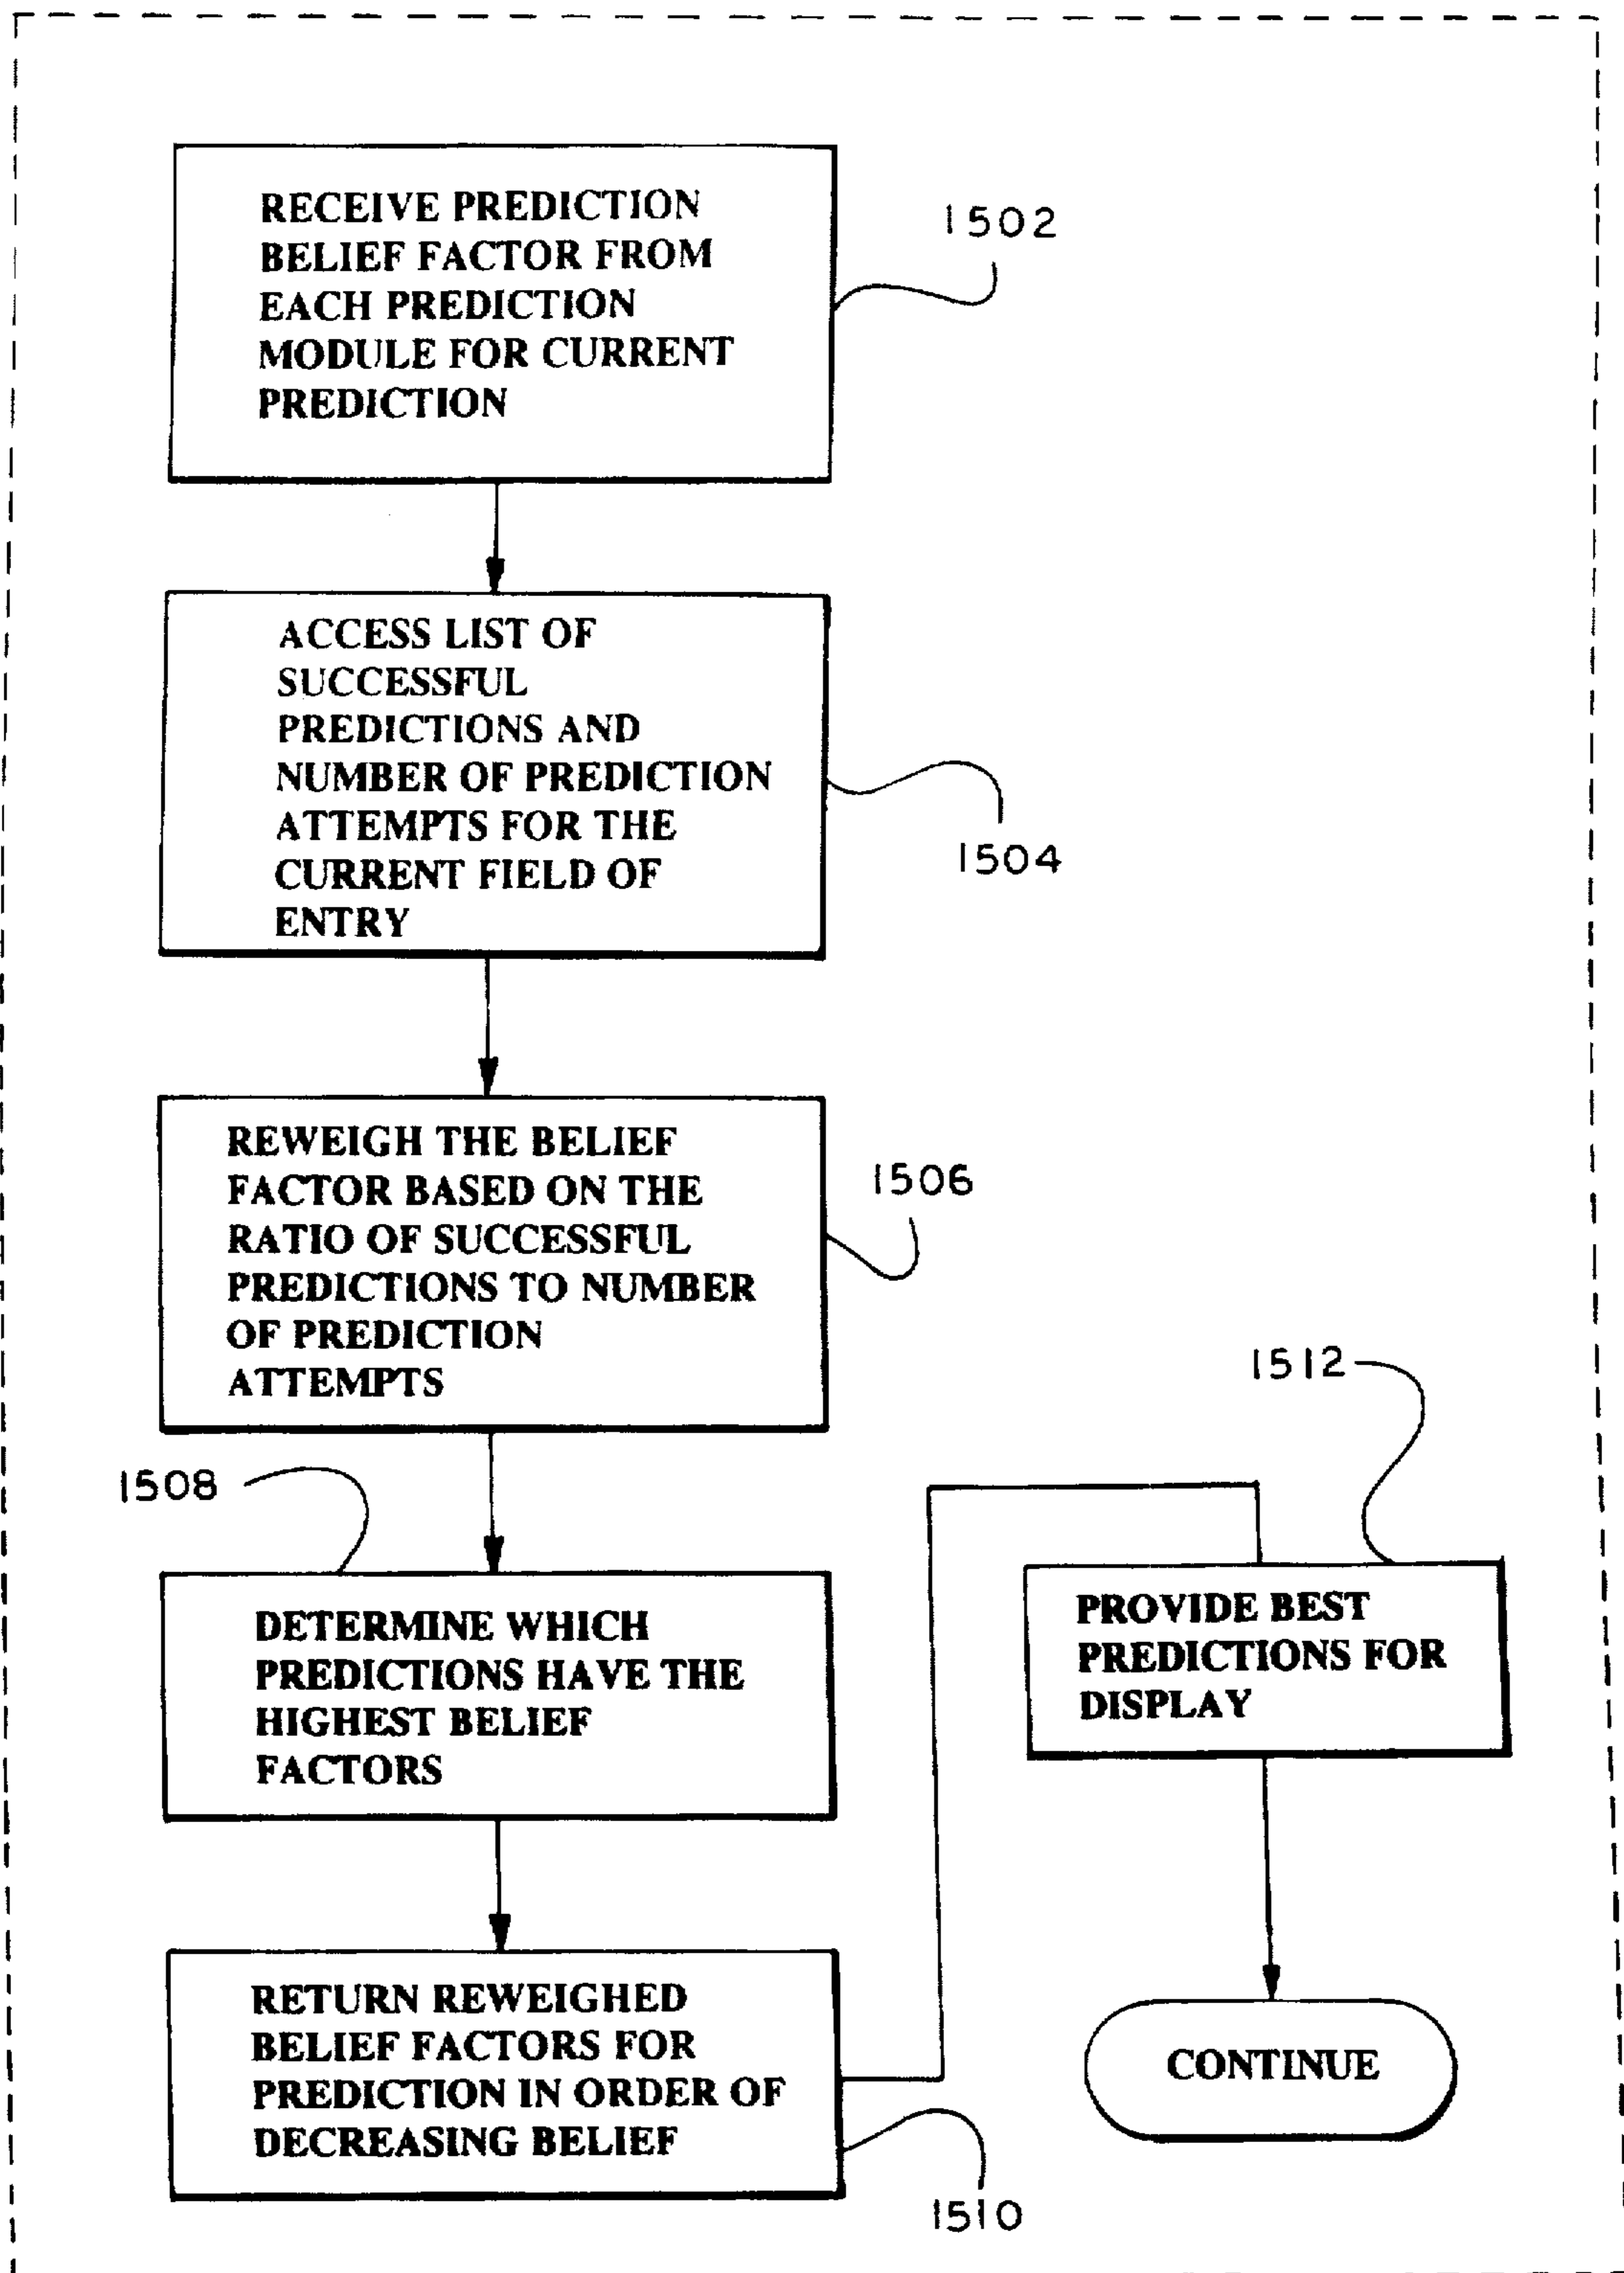 RECEIVE PREDICTION
BELIEF FACTOR FROM
EACH PREDICTION
MODULE FOR CURRENT
PREDICTION
1502
ACCESS LIST OF
SUCCESSFUL
PREDICTIONS AND
NUMBER OF PREDICTION
ATTEMPTS FOR THE
CURRENT FIELD OF
ENTRY
1504
REWEIGH THE BELIEF
FACTOR BASED ON THE
RATIO OF SUCCESSFUL
PREDICTIONS TO NUMBER
OF PREDICTION
ATTEMPTS
1506
1508
DETERMINE WHICH
PREDICTIONS HAVE THE
HIGHEST BELIEF
FACTORS
RETURN REWEIGHED
BELIEF FACTORS FOR
PREDICTION IN ORDER OF
DECREASING BELIEF
1510
1512
PROVIDE BEST
PREDICTIONS FOR
DISPLAY
CONTINUE